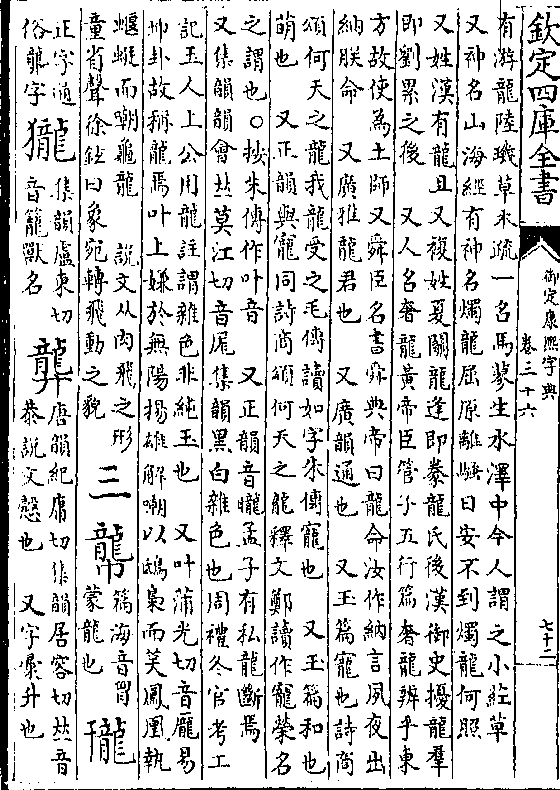 欽定四庫全書
御定康熙字典
卷三十六
七十二
有游龍陸璣草木疏一名馬蓼生水澤中今人謂之小紅草
又神名山海經有神名燭龍屈原離騷日安不到燭龍何照
又姓漢有龍且又複姓夏關龍逢即豢龍氏後漢御史擾龍羣
即劉累之後　又人名奢龍黃帝臣管子五行篇奢龍辨乎東
方故使為土師又舜臣名書舜典帝曰龍命汝作納言夙夜出
納朕命　又廣雅龍君也　又廣韻通也　又玉篇寵也詩商
頌何天之龍我龍受之毛傳讀如字朱傳寵也　又玉篇和也
萌也　又正韻與寵同詩商頌何天之龍釋文鄭讀作寵榮名
之謂也○按朱傳作叶音　又正韻音隴孟子有私龍斷焉
又集韻韻會𠀤莫江切音尨集韻黑白雜色也周禮冬官考工
記玉人上公用龍註謂雜色非純玉也　又叶蒲光切音龐易
坤卦故稱龍焉叶上嫌於無陽揚雄解嘲以鴟梟而笑鳳凰執
蝘蜓而嘲龜龍　說文从肉飛之形
童省聲徐鉉曰象宛轉飛動之貌
三
䶬 篇海音冒
蒙龍也
㰍
正字通
俗龓字
㺣 集韻盧東切
音籠獸名
龏 唐韻紀庸切集韻居容切𠀤音
恭說文慤也　又字彙升也